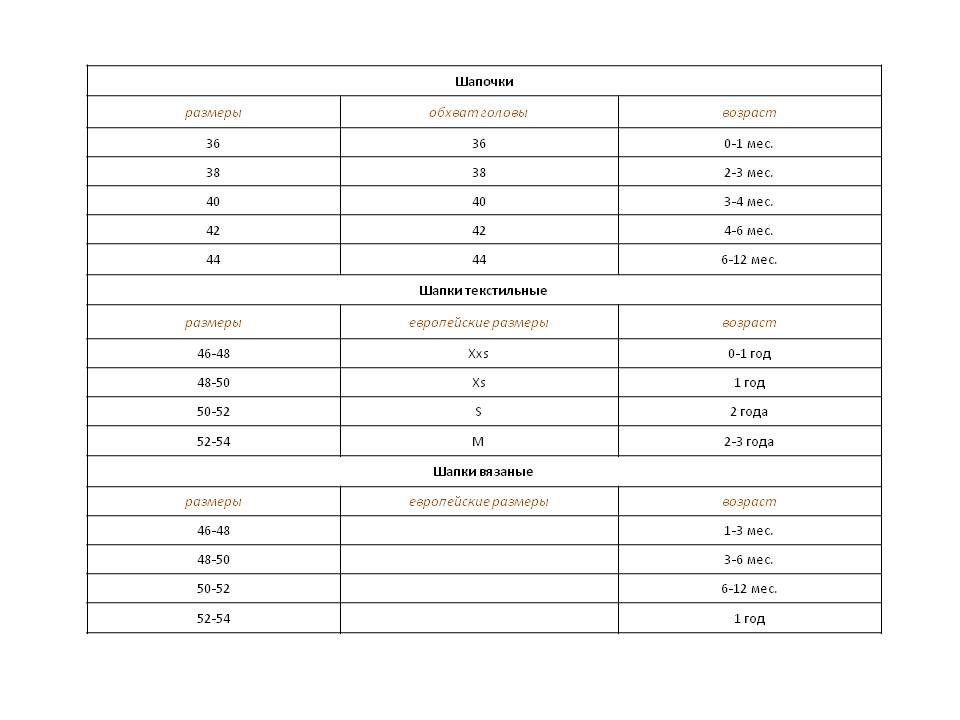 Шапочки
размеры обхват головы возраст
36 36 0-1 мес.
38 38 2-3 мес.
40 40 3-4 мес.
42 42 4-6 мес.
44 44 6-12 мес.
Шапки текстильные
размеры европейские размеры возраст
46-48 Xxs 0-1 год
48-50 Xs 1 год
50-52 S 2 года
52-54 M 2-3 года
Шапки вязаные
размеры европейские размеры возраст
46-48 1-3 мес.
48-50 3-6 мес.
50-52 6-12 мес.
52-54 1 год